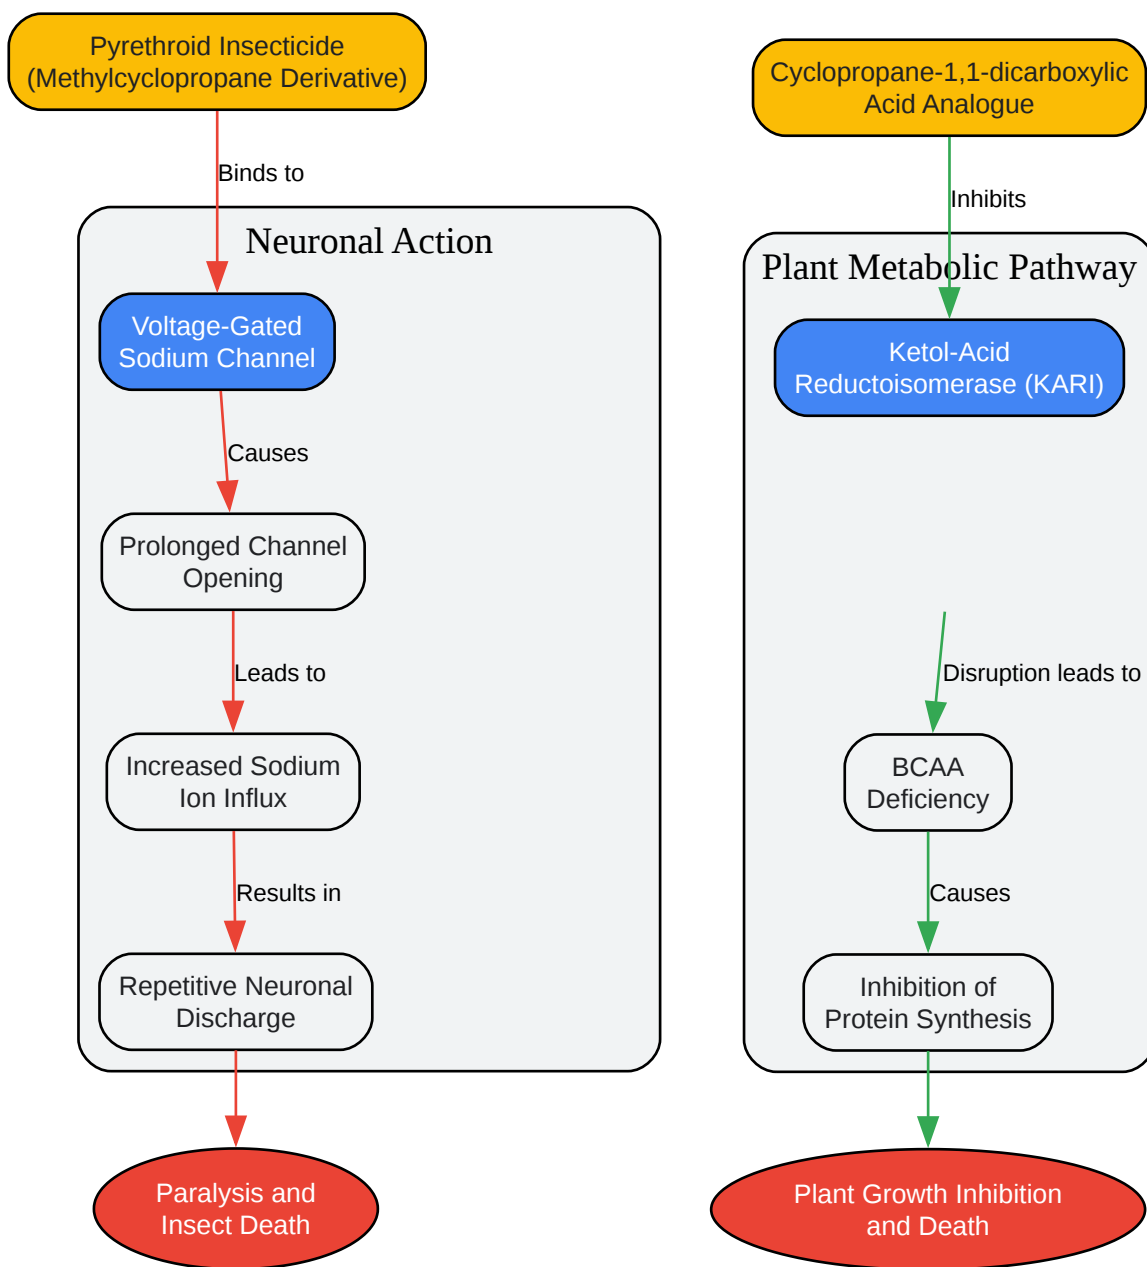 Pyrethroid Insecticide
(Methylcyclopropane Derivative)
Binds to
Neuronal Action
Voltage-Gated
Sodium Channel
Causes
Prolonged Channel
Opening
Leads to
Increased Sodium
Ion Influx
Results in
Repetitive Neuronal
Discharge
Paralysis and
Insect Death
Cyclopropane-1,1-dicarboxylic
Acid Analogue
Inhibits
Plant Metabolic Pathway
Ketol-Acid
Reductoisomerase (KARI)
Disruption leads to
BCAA
Deficiency
Causes
Inhibition of
Protein Synthesis
Plant Growth Inhibition
and Death